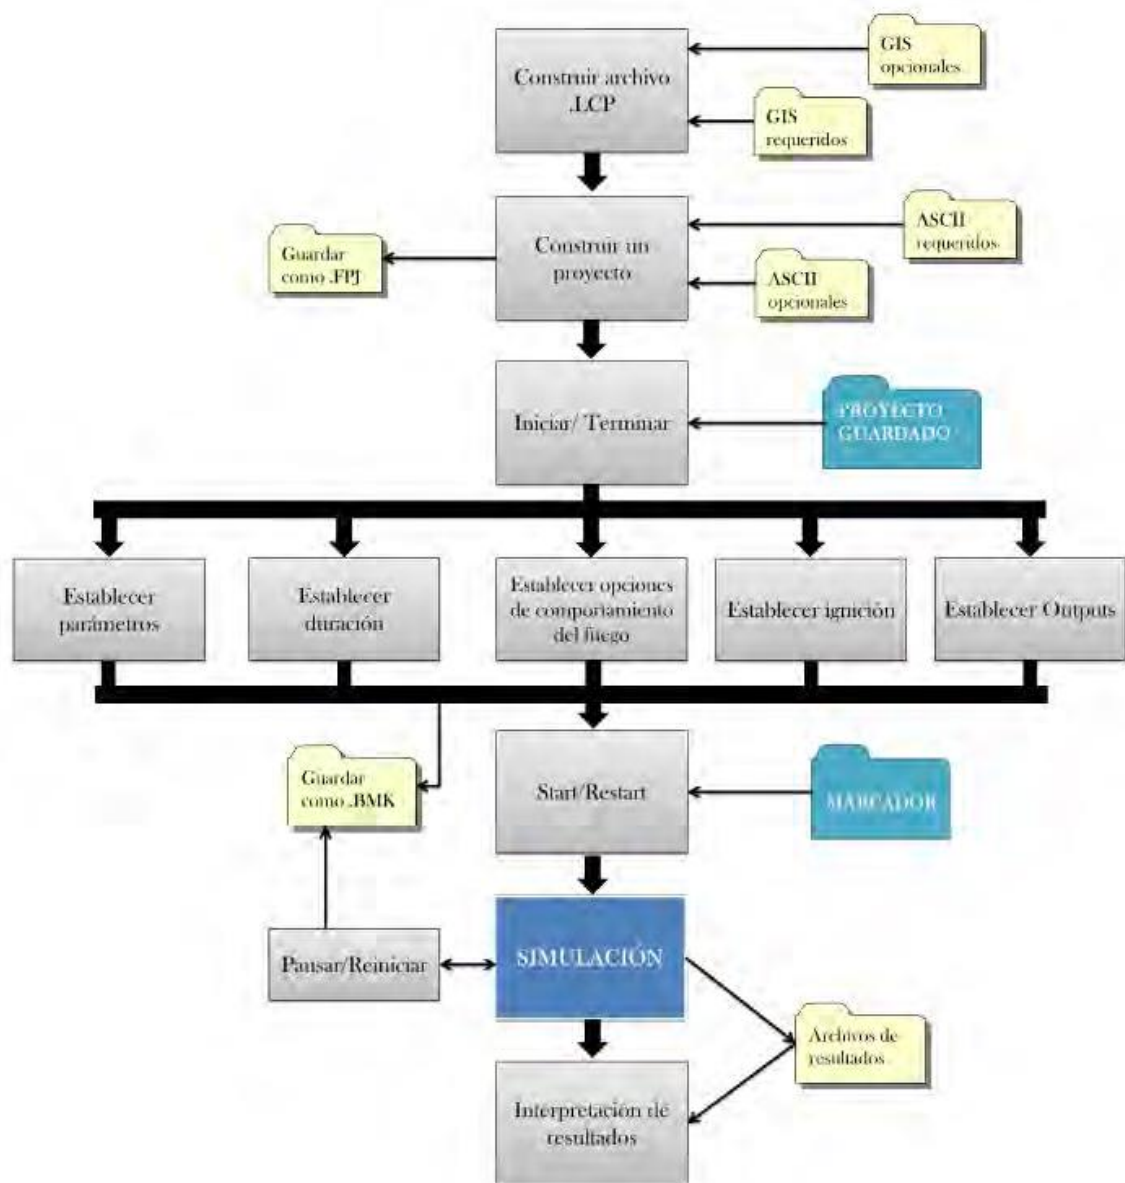 GIS
opcionales
Construir archivo
.LCP
GIS
requeridos
ASCII
requeridos
Guardar
como .FPJ
Construir un
proyecto
ASCII
opcionales
Iniciar/ Terminar
PROYECTO
GUARDADO
Establecer
parámetros
Establecer
duración
Establecer opciones
de comportamiento
del fuego
Establecer ignición
Establecer Outputs
Guardar
como .BMK
Start/Restart
MARCADOR
Pausar/Reiniciar
SIMULACIÓN
Archivos de
resultados
Interpretación de
resultados